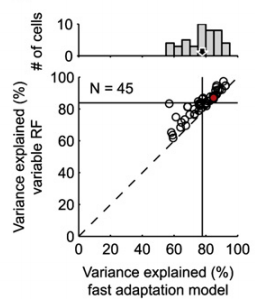 # of cells
10
0
Variance explained (%)
variable RF
100
80
60
40
20
0
N = 45
0 20 40 60 80 100
Variance explained (%)
fast adaptation model